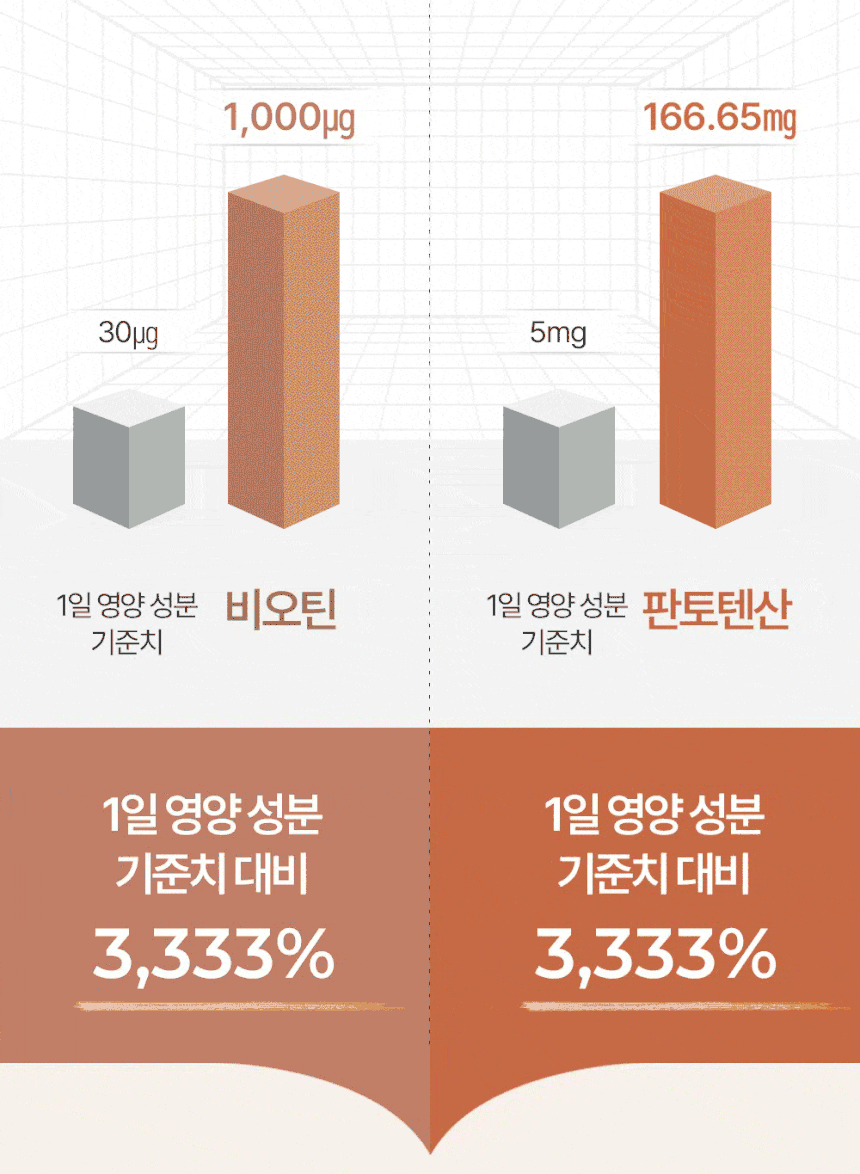 1,000μg
30μg
1일 영양 성분
기준치
비오틴
166.65mg
5mg
1일 영양 성분
기준치
판토텐산
1일 영양 성분
기준치 대비
3,333%
1일 영양 성분
기준치 대비
3,333%